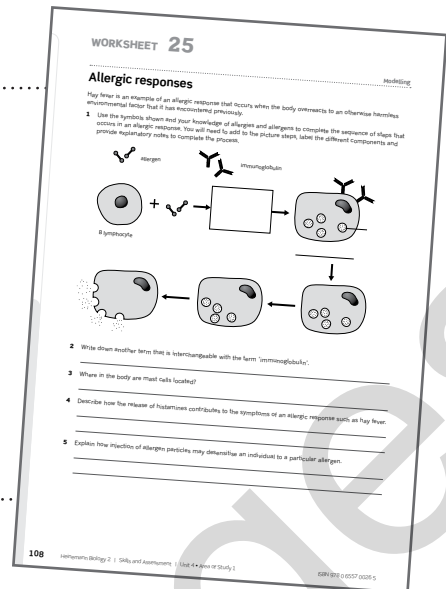 WORKSHEET 25
Modelling
Allergic responses
Hay fever is an example of an allergic response that occurs when the body overreacts to an otherwise harmless
environmental factor that it has encountered previously.
1 Use the symbols shown and your knowledge of allergies and allergens to complete the sequence of steps that
occurs in an allergic response. You will need to add to the picture steps, label the different components and
provide explanatory notes to complete the process.
allergen
immunoglobulin
+
B lymphocyte
2 Write down another term that is interchangeable with the term 'immunoglobulin'.
3 Where in the body are mast cells located?
4 Describe how the release of histamines contributes to the symptoms of an allergic response such as hay fever.
5 Explain how injection of allergen particles may desensitise an individual to a particular allergen.
108 Heinemann Biology 2 | Skills and Assessment | Unit 4 • Area of Study 1